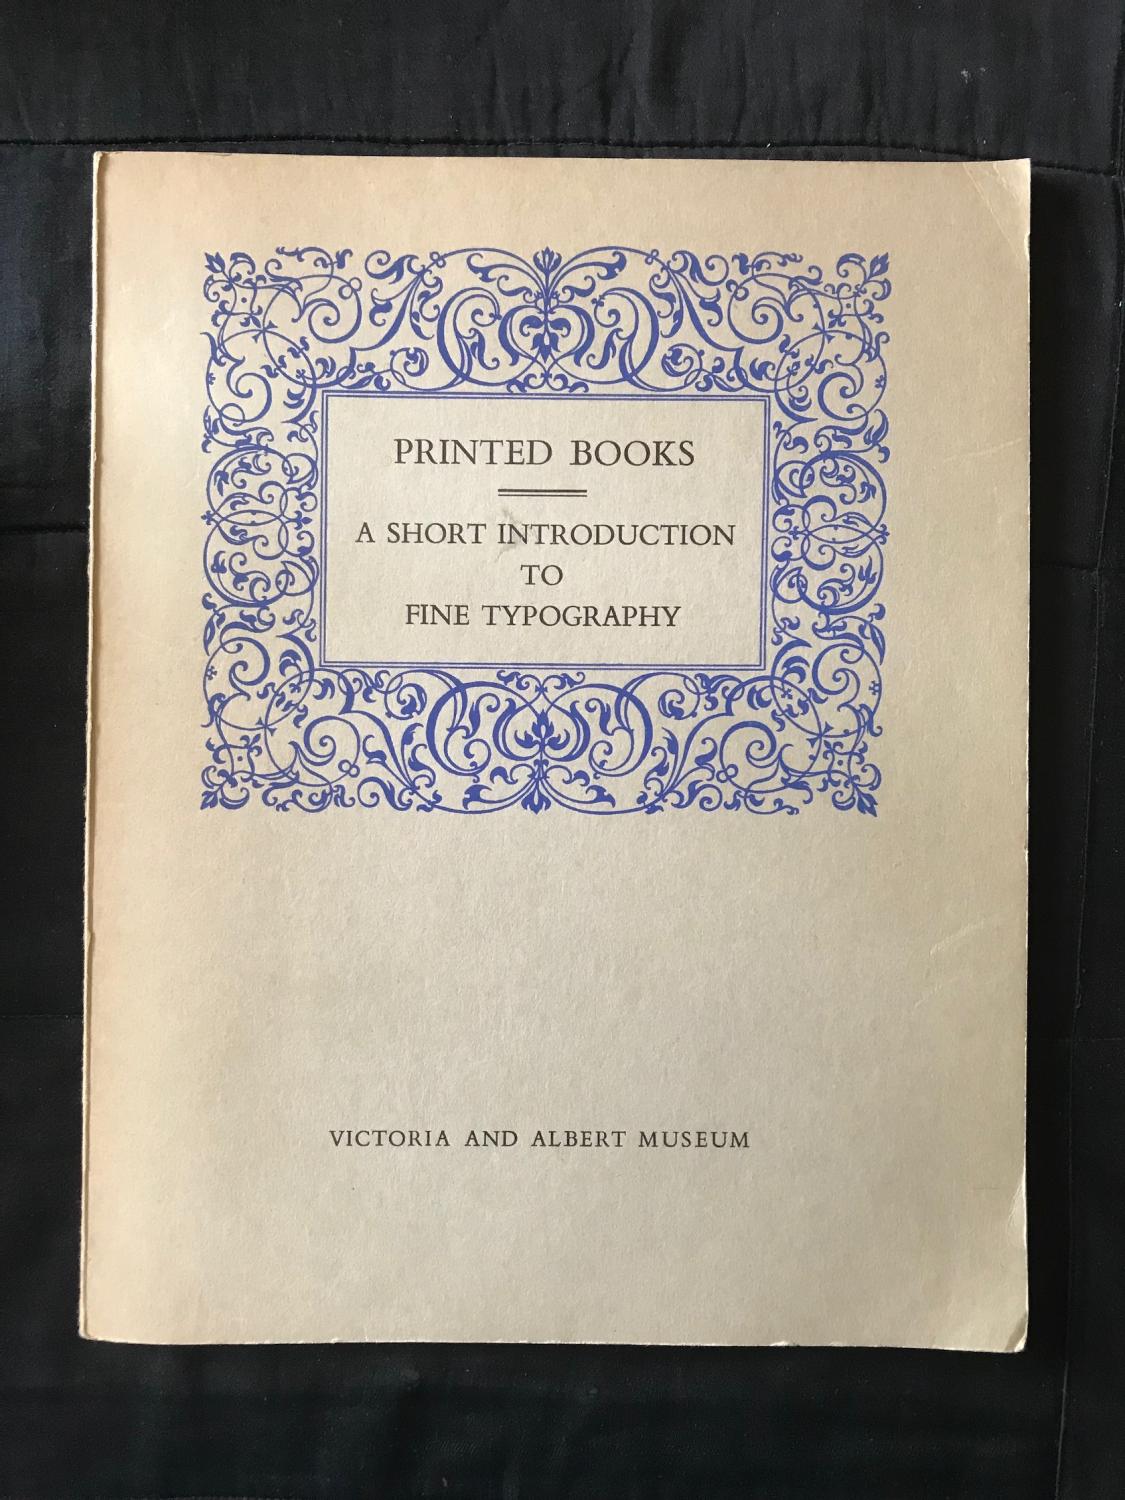 PRINTED BOOKS
A SHORT INTRODUCTION
TO
FINE TYPOGRAPHY
VICTORIA AND ALBERT MUSEUM